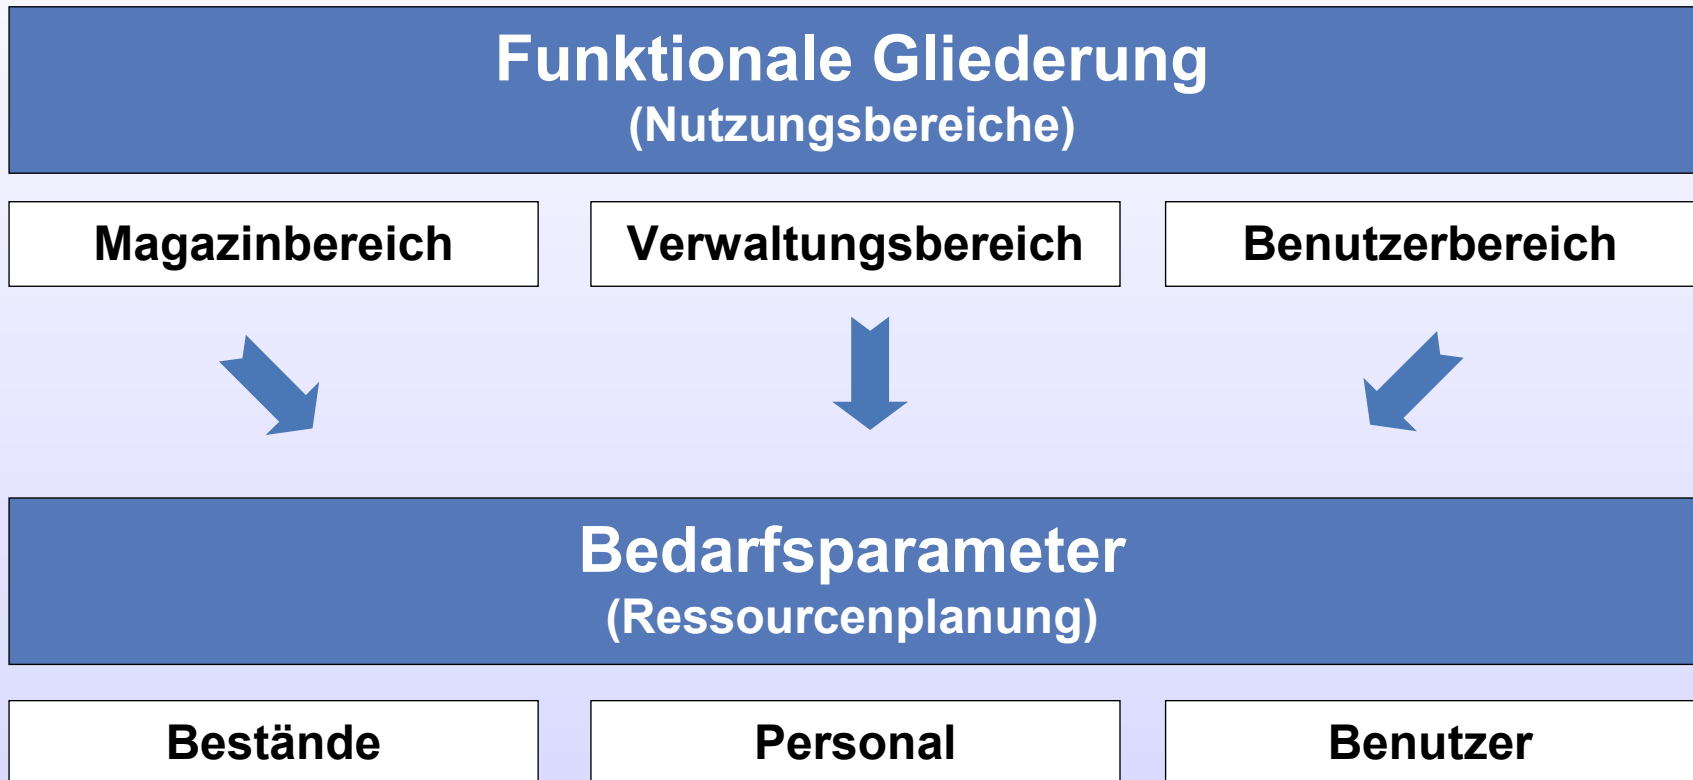 Funktionale Gliederung
(Nutzungsbereiche)
Magazinbereich
Verwaltungsbereich
Benutzerbereich
Bedarfsparameter
(Ressourcenplanung)
Bestände
Personal
Benutzer